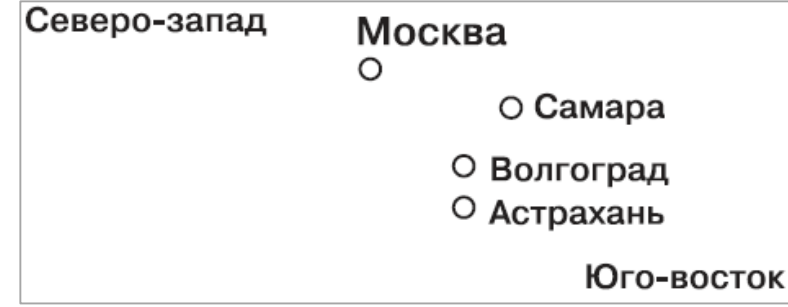 Северо-запад
Москва
Самара
Волгоград
Астрахань
Юго-восток